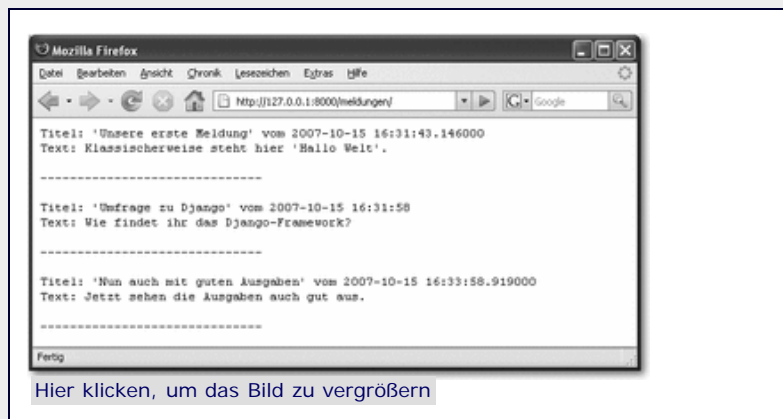 Mozilla Firefox
Datei Bearbeiten Ansicht Chronik Lesezeichen Extras Hilfe
http://127.0.0.1:8000/meldungen/ Google
Titel: 'Unsere erste Meldung' vom 2007-10-15 16:31:43.146000
Text: Klassischerweise steht hier 'Hallo Welt'.
------------------------------
Titel: 'Umfrage zu Django' vom 2007-10-15 16:31:58
Text: Wie findet ihr das Django-Framework?
------------------------------
Titel: 'Nun auch mit guten Ausgaben' vom 2007-10-15 16:33:58.919000
Text: Jetzt sehen die Ausgaben auch gut aus.
------------------------------
Fertig
Hier klicken, um das Bild zu vergrößern